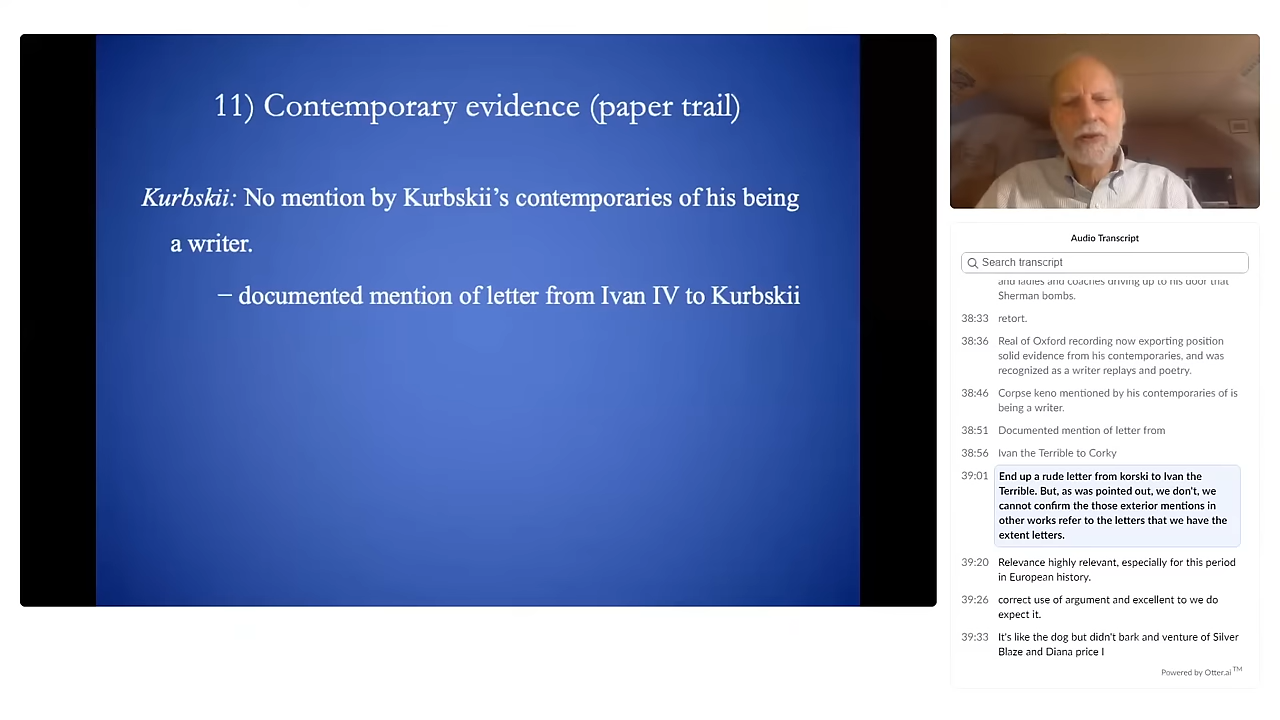 11) Contemporary evidence (paper trail)
Kurbskii: No mention by Kurbskii's contemporaries of his being
a writer.
– documented mention of letter from Ivan IV to Kurbskii
Audio Transcript
Search transcript
and ladies and coaches driving up to his door that
Sherman bombs.
38:33 retort.
38:36 Real of Oxford recording now exporting position
solid evidence from his contemporaries, and was
recognized as a writer replays and poetry.
38:46 Corpse keno mentioned by his contemporaries of is
being a writer.
38:51 Documented mention of letter from
38:56 Ivan the Terrible to Corky
39:01 End up a rude letter from korski to Ivan the
Terrible. But, as was pointed out, we don't, we
cannot confirm the those exterior mentions in
other works refer to the letters that we have the
extent letters.
39:20 Relevance highly relevant, especially for this period
in European history.
39:26 correct use of argument and excellent to we do
expect it.
39:33 It's like the dog but didn't bark and venture of Silver
Blaze and Diana price I
Powered by Otter.ai TM